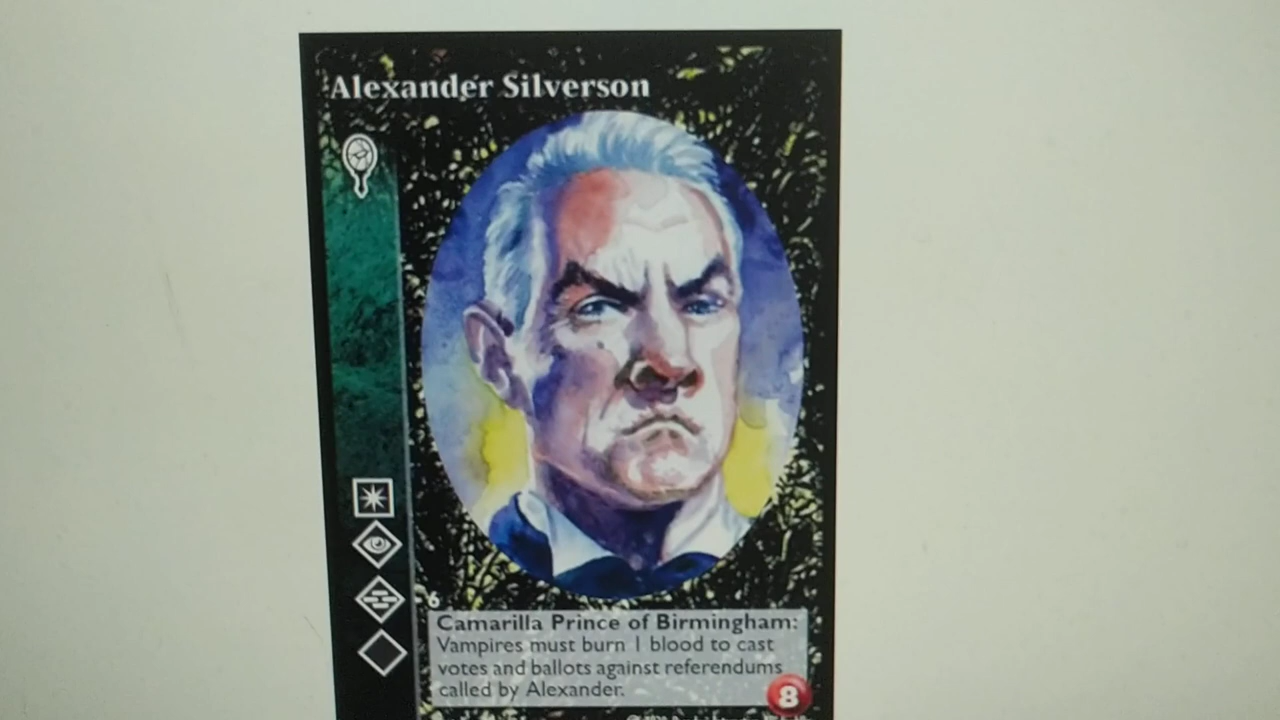 Alexander Silverson
6
Camarilla Prince of Birmingham:
Vampires must burn 1 blood to cast
votes and ballots against referendums
called by Alexander.
8